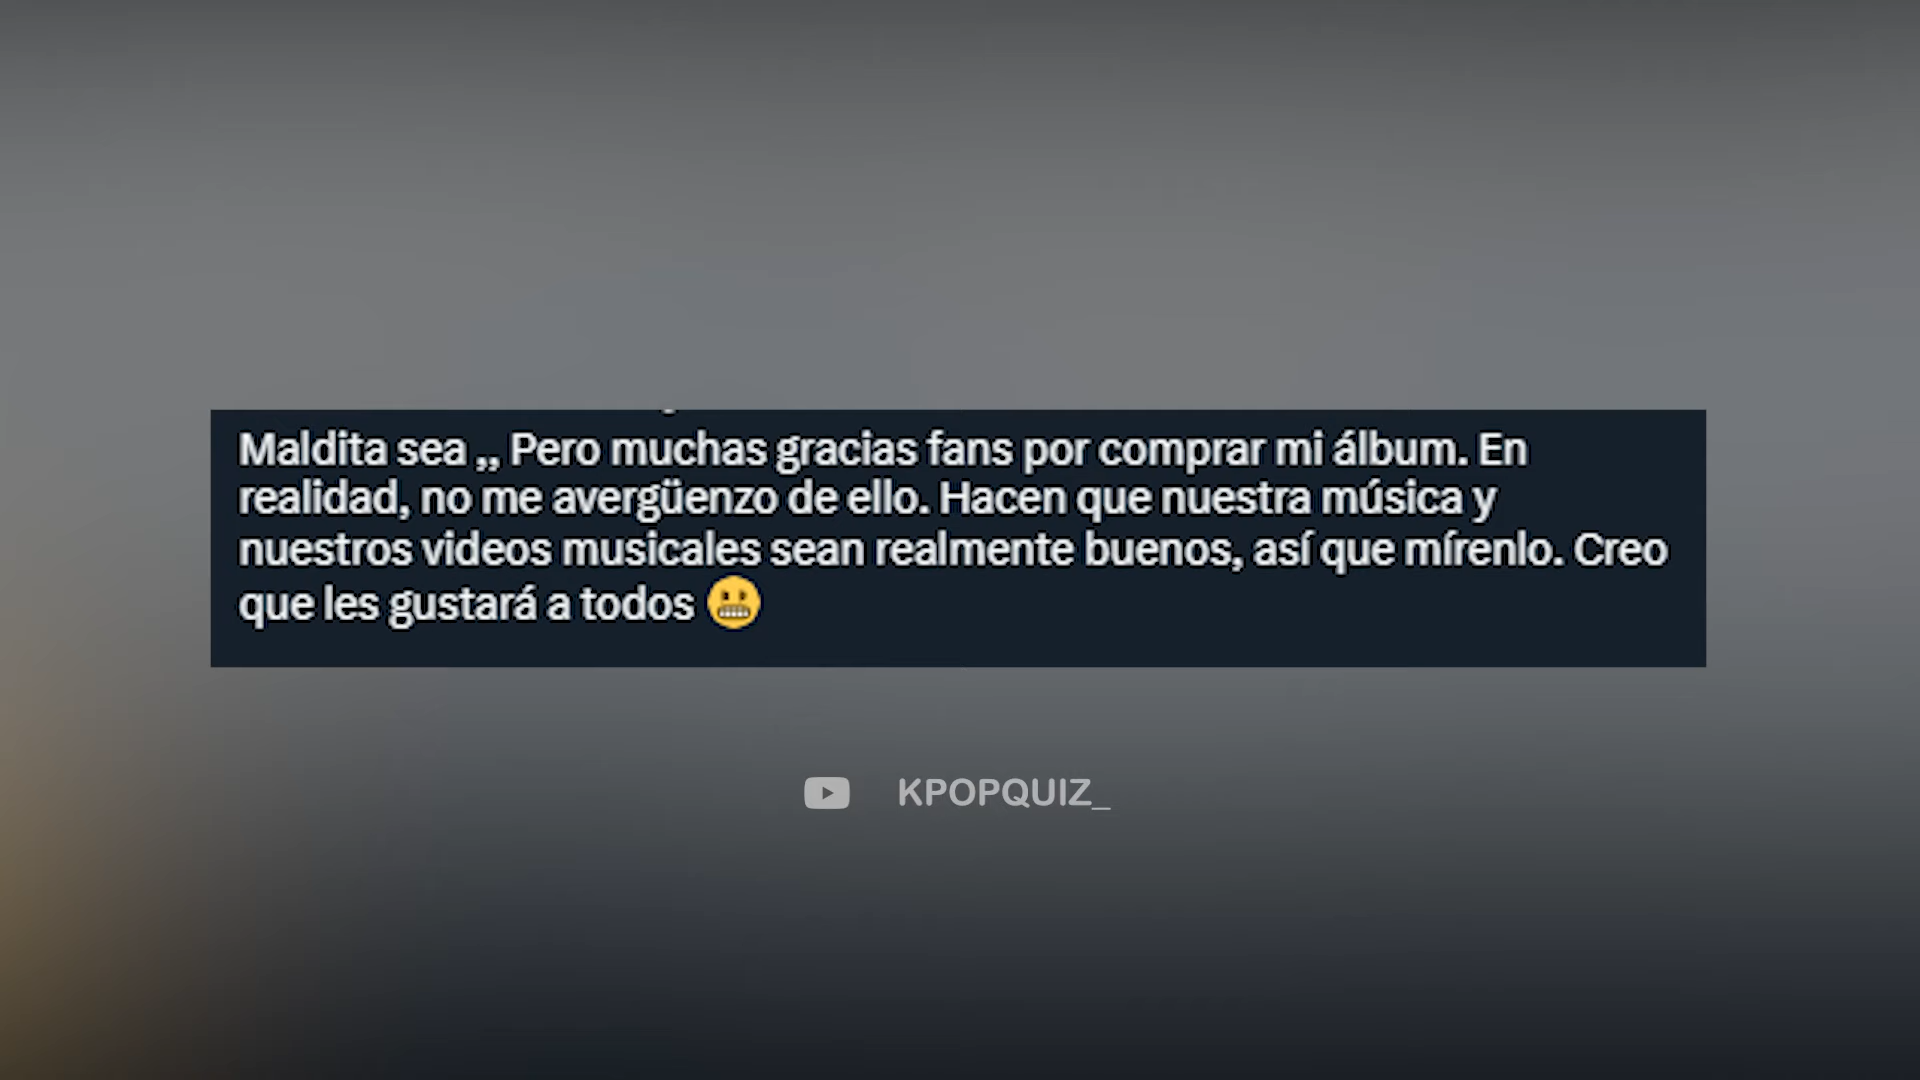 Maldita sea ,, Pero muchas gracias fans por comprar mi álbum. En
realidad, no me avergüenzo de ello. Hacen que nuestra música y
nuestros videos musicales sean realmente buenos, así que mírenlo. Creo
que les gustará a todos 😬
KPOPQUIZ_